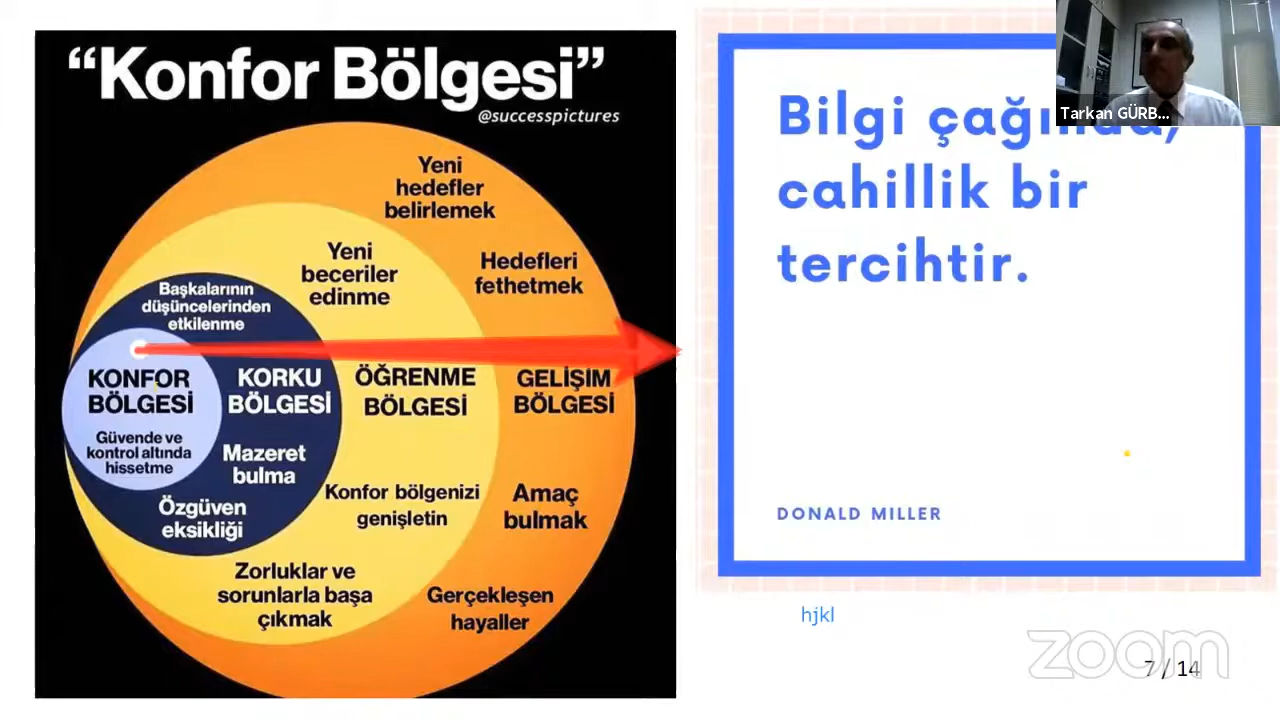 “Konfor Bölgesi”
@successpictures
Yeni
hedefler
belirlemek
Yeni
beceriler
edinme
Hedefleri
fethetmek
Başkalarının
düşüncelerinden
etkilenme
KONFOR
BÖLGESİ
KORKU
BÖLGESİ
ÖĞRENME
BÖLGESİ
GELİŞİM
BÖLGESİ
Güvende ve
kontrol altında
hissetme
Mazeret
bulma
Özgüven
eksikliği
Konfor bölgenizi
genişletin
Amaç
bulmak
Zorluklar ve
sorunlarla başa
çıkmak
Gerçekleşen
hayaller
Tarkan GÜRB...
Bilgi çağında,
cahillik bir
tercihtir.
DONALD MILLER
hjkl
zoom
7 / 14